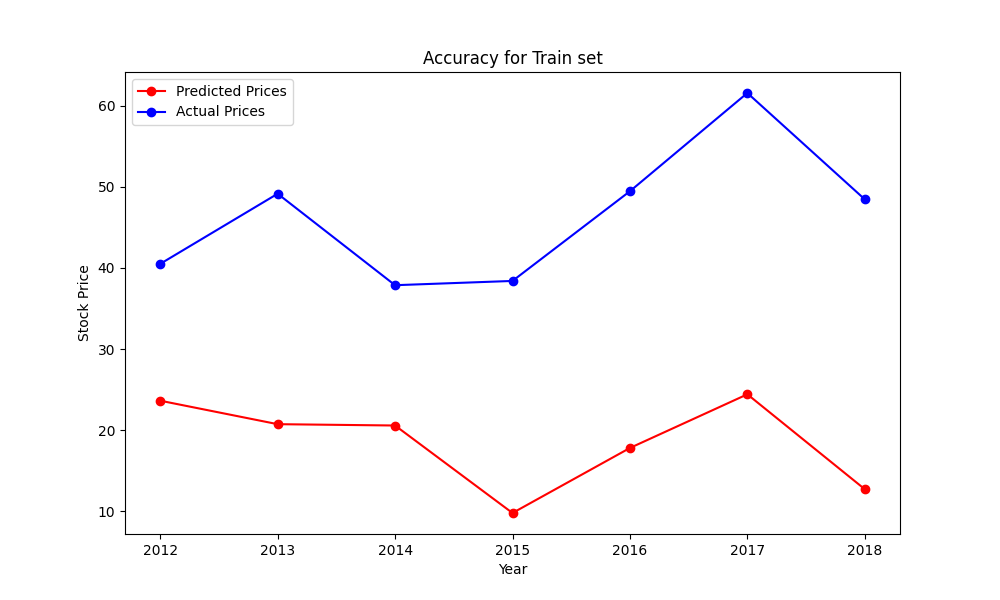 Accuracy for Train set
Predicted Prices
Actual Prices
60
50
40
30
20
10
Stock Price
2012 2013 2014 2015 2016 2017 2018
Year